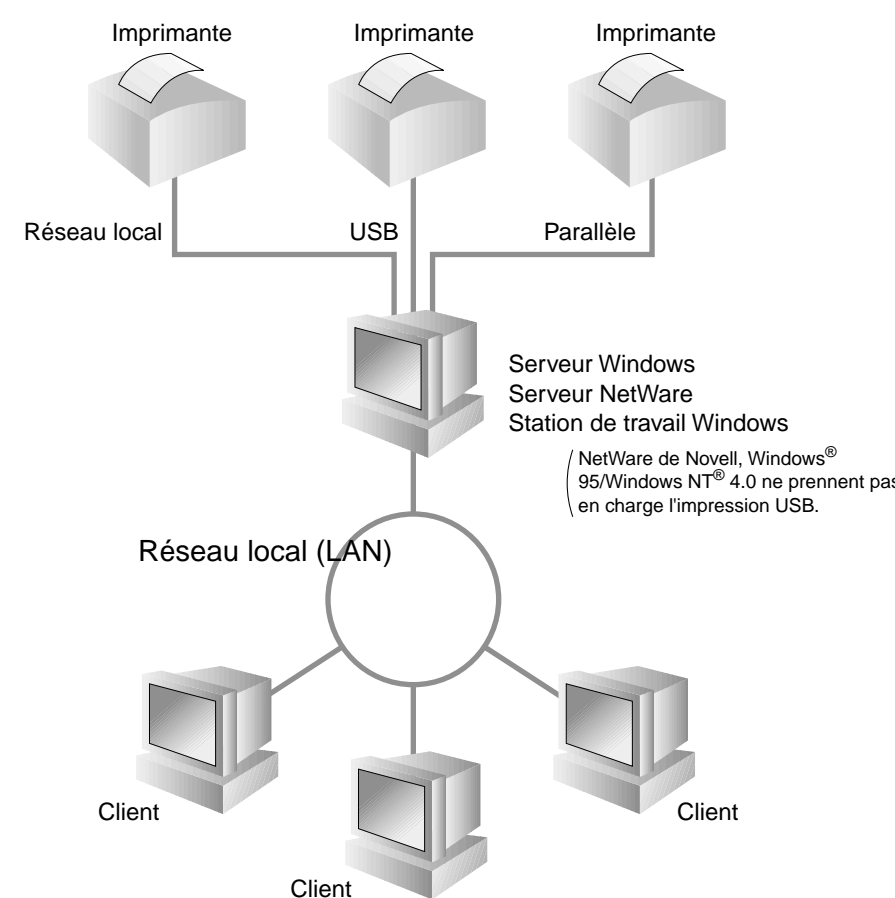 Imprimante
Imprimante
Imprimante
Réseau local
USB
Parallèle
Serveur Windows
Serveur NetWare
Station de travail Windows
NetWare de Novell, Windows®
95/Windows NT® 4.0 ne prennent pas
en charge l'impression USB.
Réseau local (LAN)
Client
Client
Client